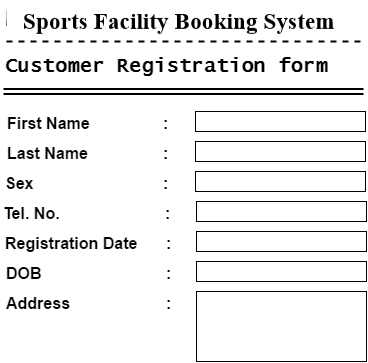 Sports Facility Booking System
Customer Registration form
First Name :
Last Name :
Sex :
Tel. No. :
Registration Date :
DOB :
Address :